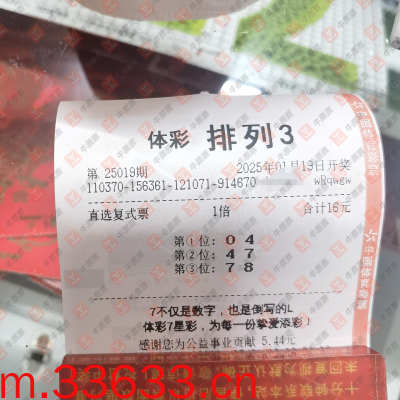 体彩 排列3
第 25019期 2025年01月19日开奖
110370-156361-121071-914670 wRqwgw
直选复式票 1倍 合计16元
第①位: 0 4
第②位: 4 7
第③位: 7 8
7不仅是数字，也是倒写的L
体彩7星彩，为每一份挚爱添彩!
感谢您为公益事业贡献 5.44元
m.33633.cn